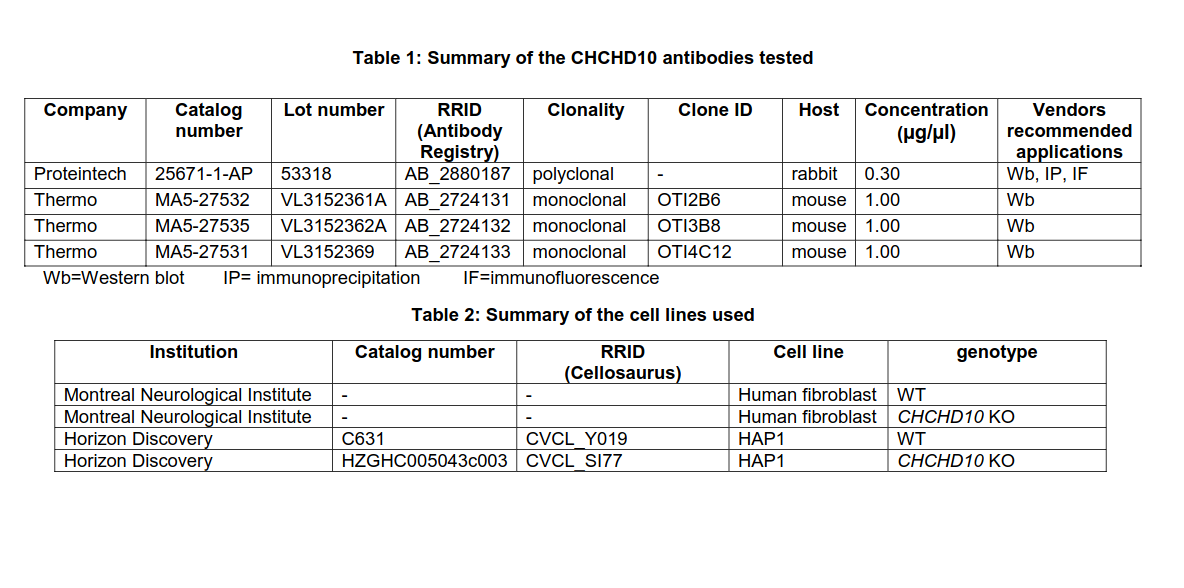 Table 1: Summary of the CHCHD10 antibodies tested
Company Catalog number Lot number RRID (Antibody Registry) Clonality Clone ID Host Concentration (µg/µl) Vendors recommended applications
Proteintech 25671-1-AP 53318 AB_2880187 polyclonal - rabbit 0.30 Wb, IP, IF
Thermo MA5-27532 VL3152361A AB_2724131 monoclonal OTI2B6 mouse 1.00 Wb
Thermo MA5-27535 VL3152362A AB_2724132 monoclonal OTI3B8 mouse 1.00 Wb
Thermo MA5-27531 VL3152369 AB_2724133 monoclonal OTI4C12 mouse 1.00 Wb
Wb=Western blot IP= immunoprecipitation IF=immunofluorescence
Table 2: Summary of the cell lines used
Institution Catalog number RRID (Cellosaurus) Cell line genotype
Montreal Neurological Institute - - Human fibroblast WT
Montreal Neurological Institute - - Human fibroblast CHCHD10 KO
Horizon Discovery C631 CVCL_Y019 HAP1 WT
Horizon Discovery HZGHC005043c003 CVCL_SI77 HAP1 CHCHD10 KO